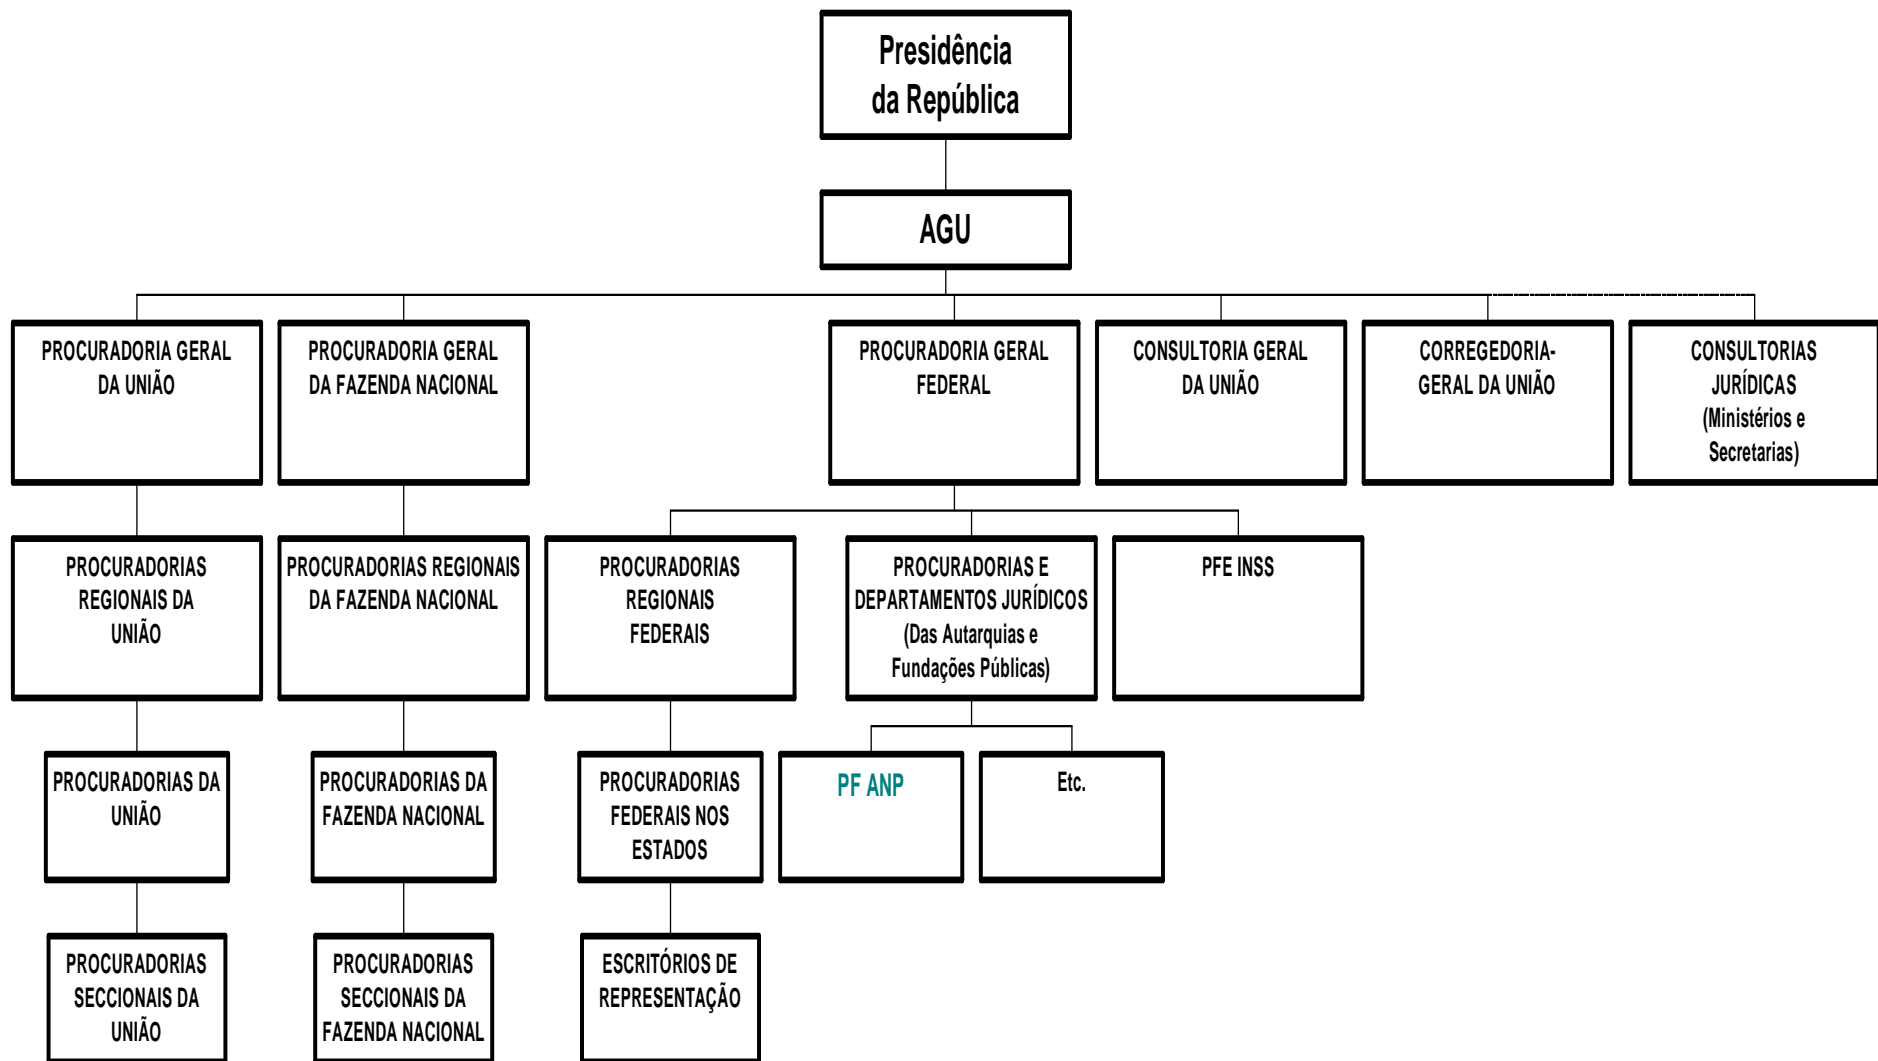 Presidência
da República
AGU
PROCURADORIA GERAL
DA UNIÃO
PROCURADORIA GERAL
DA FAZENDA NACIONAL
PROCURADORIA GERAL
FEDERAL
CONSULTORIA GERAL
DA UNIÃO
CORREGEDORIA-
GERAL DA UNIÃO
CONSULTORIAS
JURÍDICAS
(Ministérios e
Secretarias)
PROCURADORIAS
REGIONAIS DA
UNIÃO
PROCURADORIAS REGIONAIS
DA FAZENDA NACIONAL
PROCURADORIAS
REGIONAIS
FEDERAIS
PROCURADORIAS E
DEPARTAMENTOS JURÍDICOS
(Das Autarquias e
Fundações Públicas)
PFE INSS
PROCURADORIAS DA
UNIÃO
PROCURADORIAS DA
FAZENDA NACIONAL
PROCURADORIAS
FEDERAIS NOS
ESTADOS
PF ANP
Etc.
PROCURADORIAS
SECCIONAIS DA
UNIÃO
PROCURADORIAS
SECCIONAIS DA
FAZENDA NACIONAL
ESCRITÓRIOS DE
REPRESENTAÇÃO